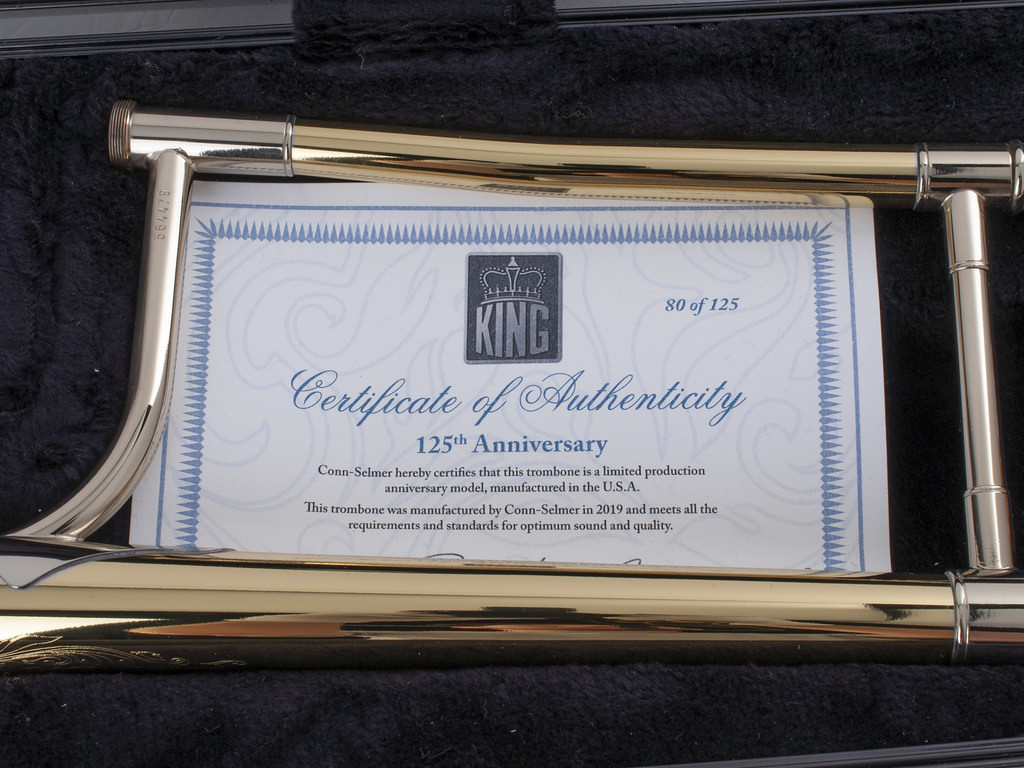 KING
80 of 125
Certificate of Authenticity
125th Anniversary
Conn-Selmer hereby certifies that this trombone is a limited production
anniversary model, manufactured in the U.S.A.
This trombone was manufactured by Conn-Selmer in 2019 and meets all the
requirements and standards for optimum sound and quality.